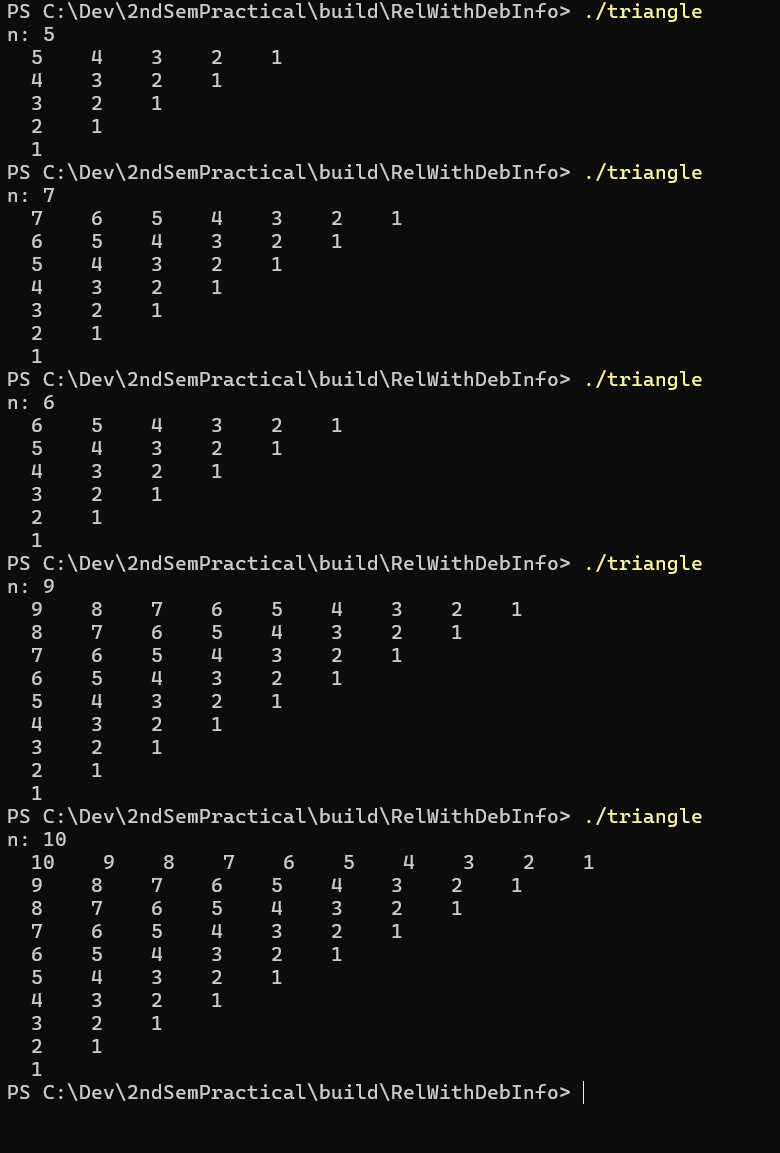 PS C:\Dev\2ndSemPractical\build\RelWithDebInfo> ./triangle
n: 5
  5    4    3    2    1
  4    3    2    1
  3    2    1
  2    1
  1
PS C:\Dev\2ndSemPractical\build\RelWithDebInfo> ./triangle
n: 7
  7    6    5    4    3    2    1
  6    5    4    3    2    1
  5    4    3    2    1
  4    3    2    1
  3    2    1
  2    1
  1
PS C:\Dev\2ndSemPractical\build\RelWithDebInfo> ./triangle
n: 6
  6    5    4    3    2    1
  5    4    3    2    1
  4    3    2    1
  3    2    1
  2    1
  1
PS C:\Dev\2ndSemPractical\build\RelWithDebInfo> ./triangle
n: 9
  9    8    7    6    5    4    3    2    1
  8    7    6    5    4    3    2    1
  7    6    5    4    3    2    1
  6    5    4    3    2    1
  5    4    3    2    1
  4    3    2    1
  3    2    1
  2    1
  1
PS C:\Dev\2ndSemPractical\build\RelWithDebInfo> ./triangle
n: 10
  10    9    8    7    6    5    4    3    2    1
  9    8    7    6    5    4    3    2    1
  8    7    6    5    4    3    2    1
  7    6    5    4    3    2    1
  6    5    4    3    2    1
  5    4    3    2    1
  4    3    2    1
  3    2    1
  2    1
  1
PS C:\Dev\2ndSemPractical\build\RelWithDebInfo>